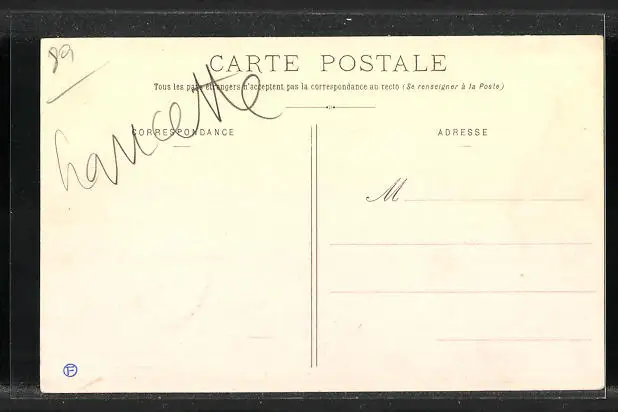 89
CARTE POSTALE
Tous les pays étrangers n'acceptent pas la correspondance au recto (Se renseigner à la Poste)
CORRESPONDANCE
ADRESSE
M
F